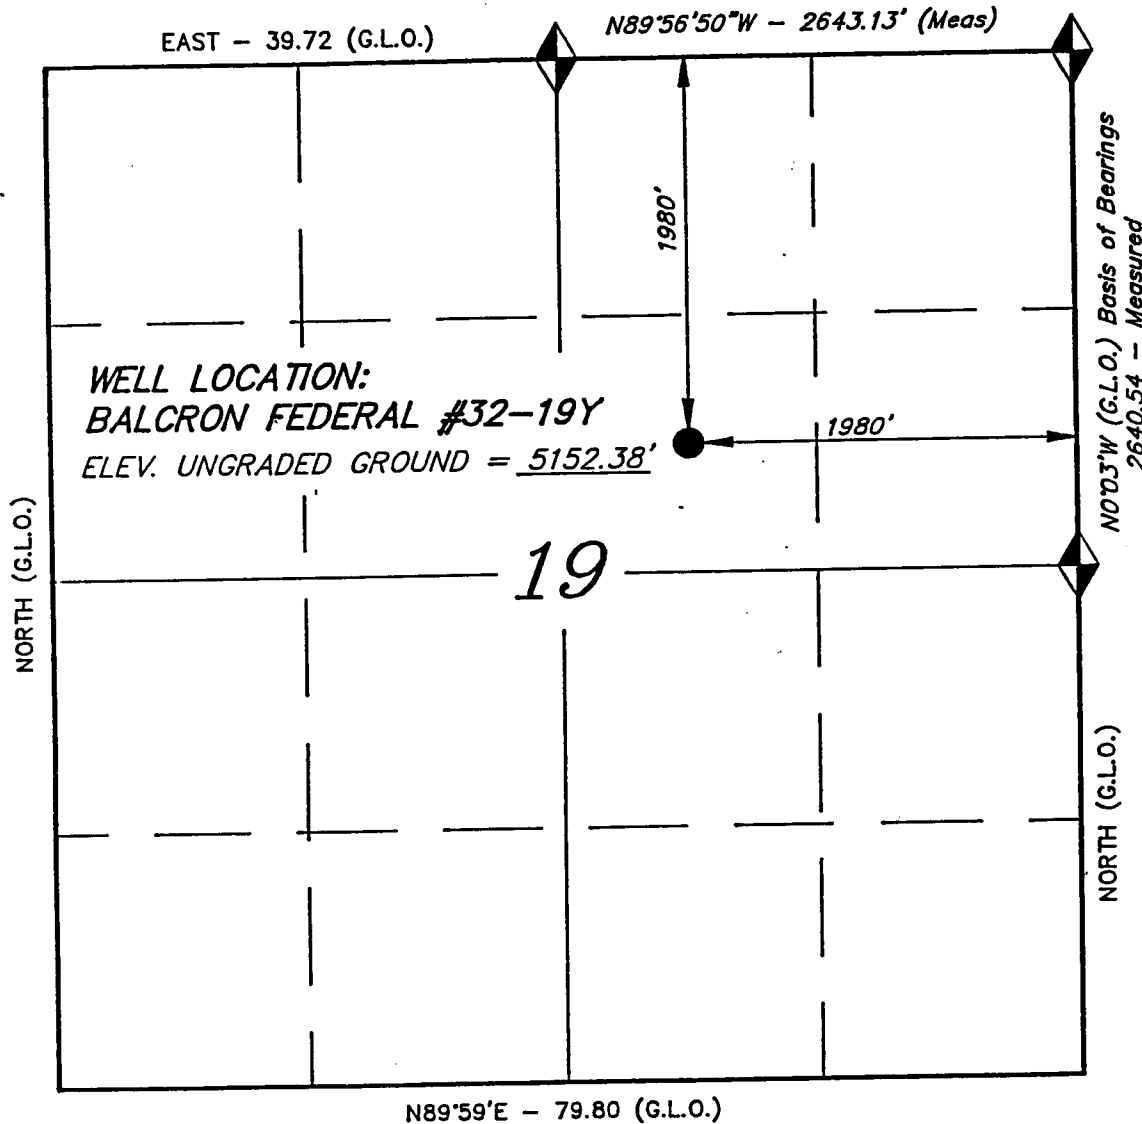 EAST – 39.72 (G.L.O.)
N89°56'50"W – 2643.13' (Meas)
1980'
N0°03'W (G.L.O.) Basis of Bearings
2640.54 – Measured
WELL LOCATION:
BALCRON FEDERAL #32–19Y
ELEV. UNGRADED GROUND = 5152.38'
1980'
NORTH (G.L.O.)
19
NORTH (G.L.O.)
N89°59'E – 79.80 (G.L.O.)